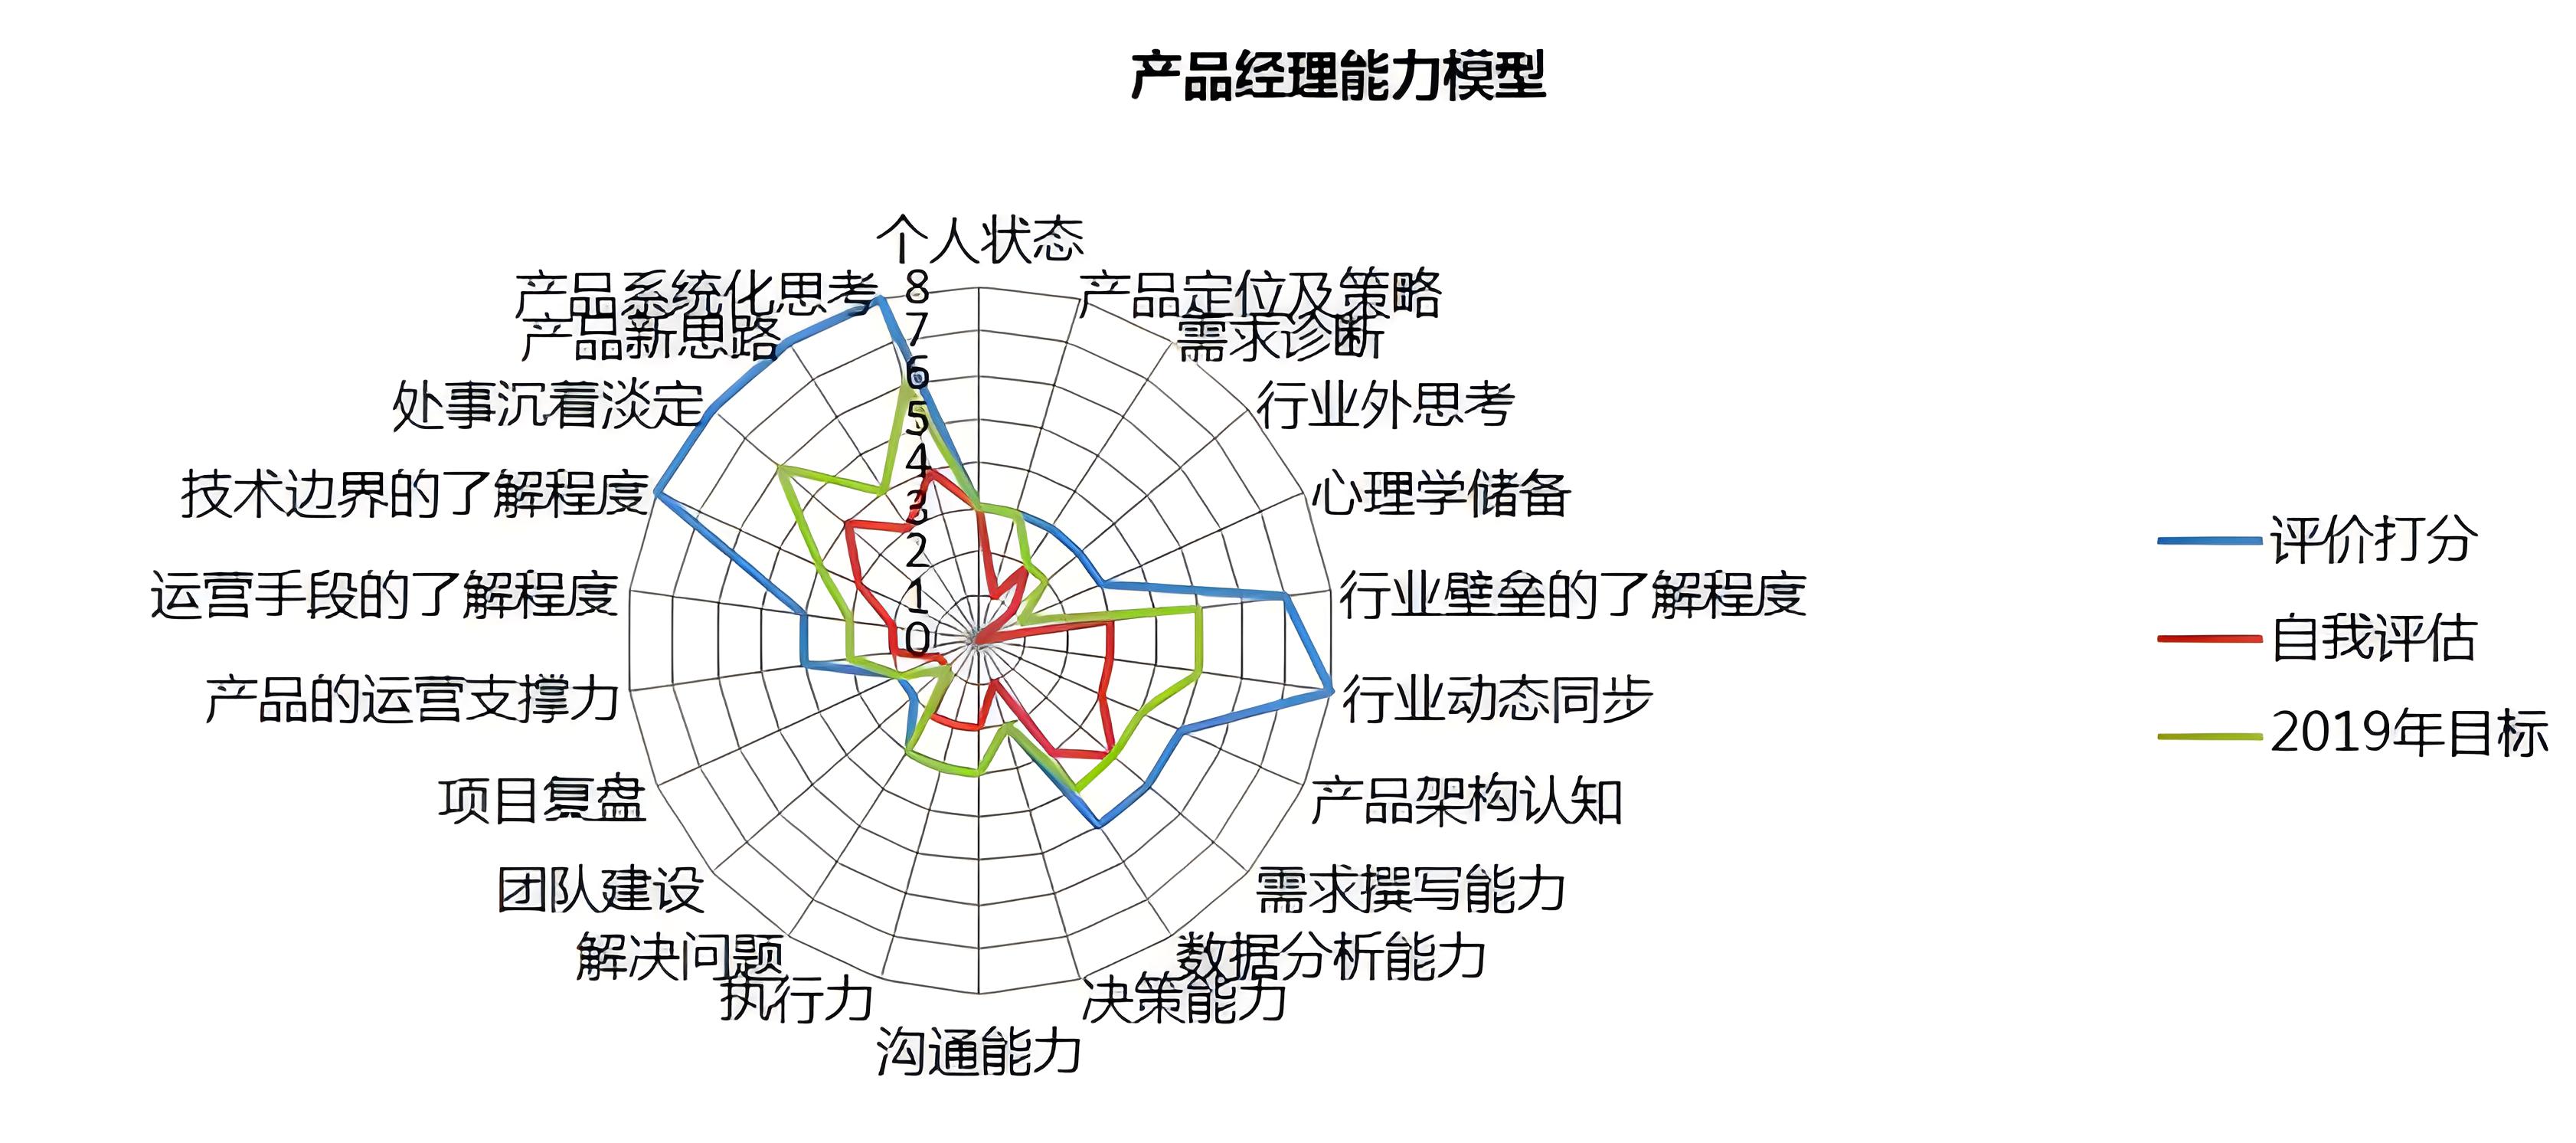 产品经理能力模型
个人状态
产品定位及策略
需求诊断
行业外思考
心理学储备
行业壁垒的了解程度
行业动态同步
产品架构认知
需求撰写能力
数据分析能力
决策能力
沟通能力
执行力
解决问题
团队建设
项目复盘
产品的运营支撑力
运营手段的了解程度
技术边界的了解程度
处事沉着淡定
产品新思路
产品系统化思考
8
7
6
5
4
3
2
1
0
评价打分
自我评估
2019年目标